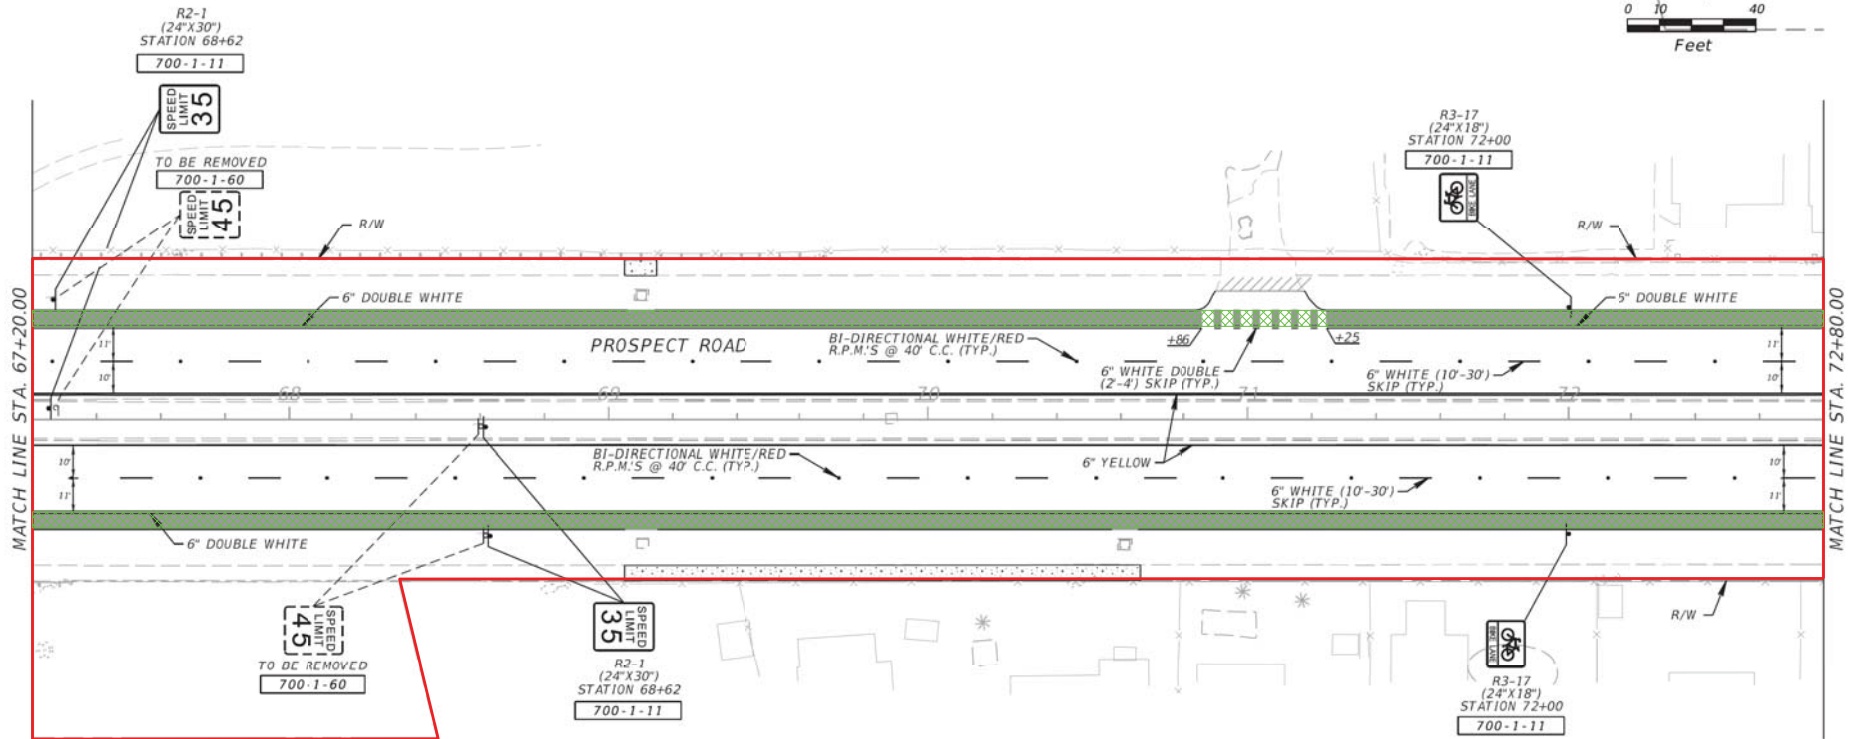 R2-1
(24"X30")
STATION 68+62
700-1-11
SPEED
LIMIT
35
TO BE REMOVED
700-1-60
SPEED
LIMIT
45
0 10 40
Feet
R3-17
(24"X18")
STATION 72+00
700-1-11
BIKE LANE
R/W
R/W
6" DOUBLE WHITE
5" DOUBLE WHITE
MATCH LINE STA. 67+20.00
MATCH LINE STA. 72+80.00
11'
10'
PROSPECT ROAD
BI-DIRECTIONAL WHITE/RED
R.P.M.'S @ 40' C.C. (TYP.)
+86
+25
6" WHITE DOUBLE
(2'-4') SKIP (TYP.)
6" WHITE (10'-30')
SKIP (TYP.)
11'
10'
68 69 70 71 72
BI-DIRECTIONAL WHITE/RED
R.P.M.'S @ 40' C.C. (TYP.)
6" YELLOW
10'
11'
6" WHITE (10'-30')
SKIP (TYP.)
10'
11'
6" DOUBLE WHITE
SPEED
LIMIT
45
TO BE REMOVED
700-1-60
SPEED
LIMIT
35
R2-1
(24"X30")
STATION 68+62
700-1-11
R/W
BIKE LANE
R3-17
(24"X18")
STATION 72+00
700-1-11